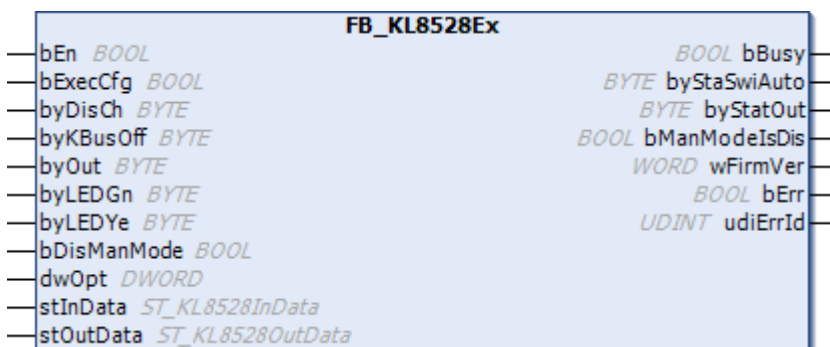 FB_KL8528Ex
bEn BOOL BOOL bBusy
bExecCfg BOOL BYTE byStaSwiAuto
byDisCh BYTE BYTE byStatOut
byKBusOff BYTE BOOL bManModeIsDis
byOut BYTE WORD wFirmVer
byLEDGn BYTE BOOL bErr
byLEDYe BYTE UDINT udiErrId
bDisManMode BOOL
dwOpt DWORD
stInData ST_KL8528InData
stOutData ST_KL8528OutData